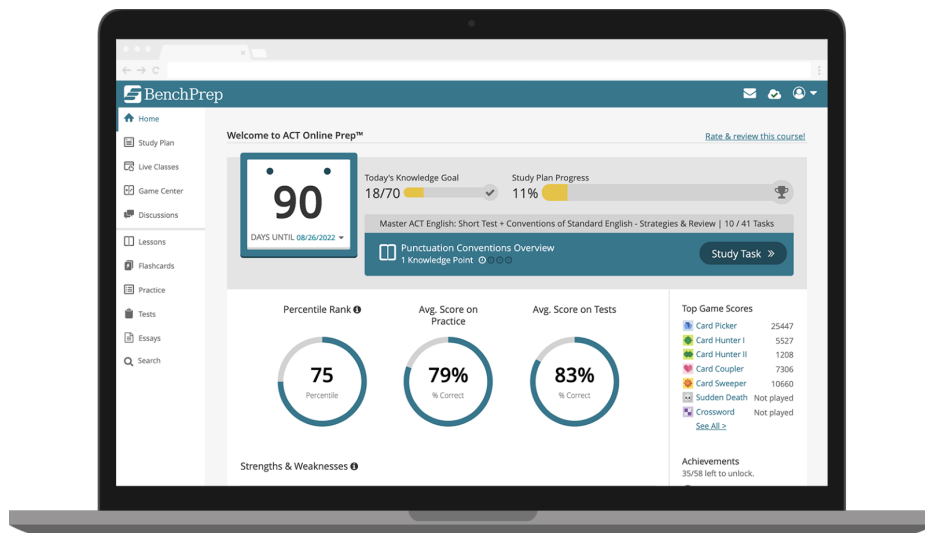 BenchPrep
Home
Study Plan
Live Classes
Game Center
Discussions
Lessons
Flashcards
Practice
Tests
Essays
Search
Welcome to ACT Online Prep™
Rate & review this course!
90
DAYS UNTIL 08/26/2022
Today's Knowledge Goal
18/70
Study Plan Progress
11%
Master ACT English: Short Test + Conventions of Standard English - Strategies & Review | 10 / 41 Tasks
Punctuation Conventions Overview
1 Knowledge Point
Study Task »
Percentile Rank
75
Percentile
Avg. Score on
Practice
79%
% Correct
Avg. Score on Tests
83%
% Correct
Top Game Scores
Card Picker 25447
Card Hunter I 5527
Card Hunter II 1208
Card Coupler 7306
Card Sweeper 10660
Sudden Death Not played
Crossword Not played
See All >
Strengths & Weaknesses
Achievements
35/58 left to unlock.